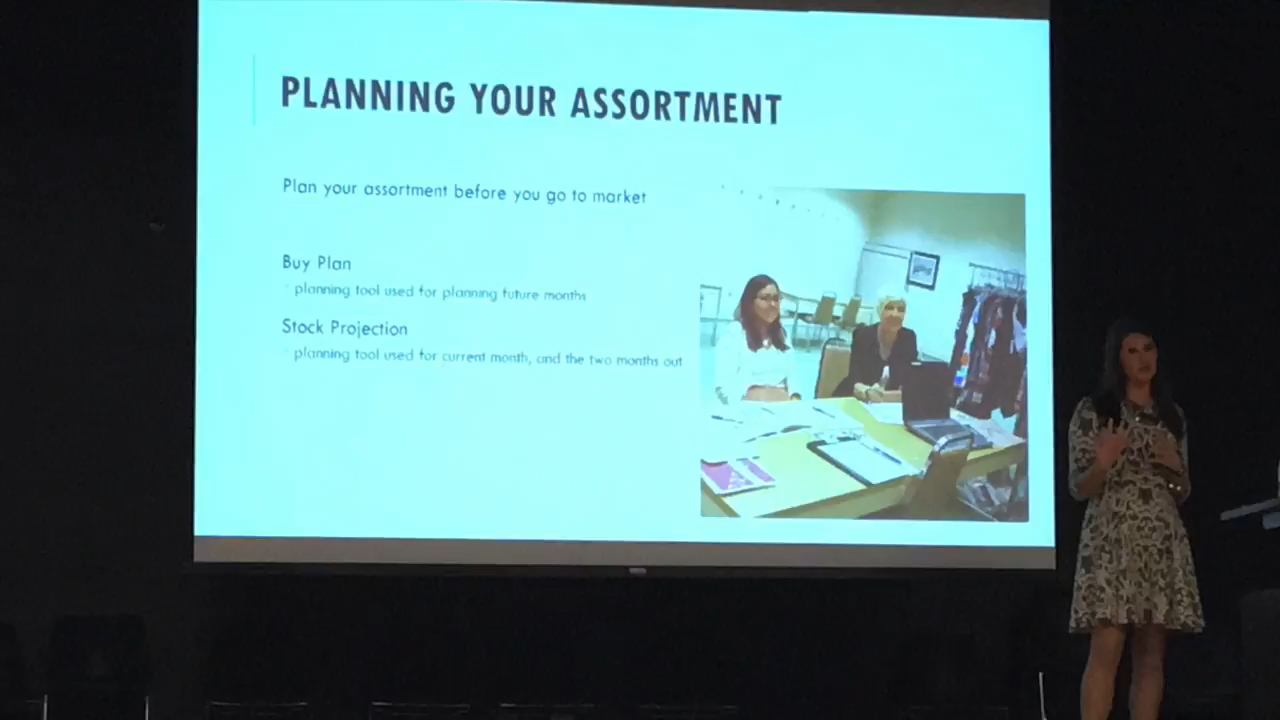 PLANNING YOUR ASSORTMENT
Plan your assortment before you go to market
Buy Plan
planning tool used for planning future months
Stock Projection
planning tool used for current month, and the two months out